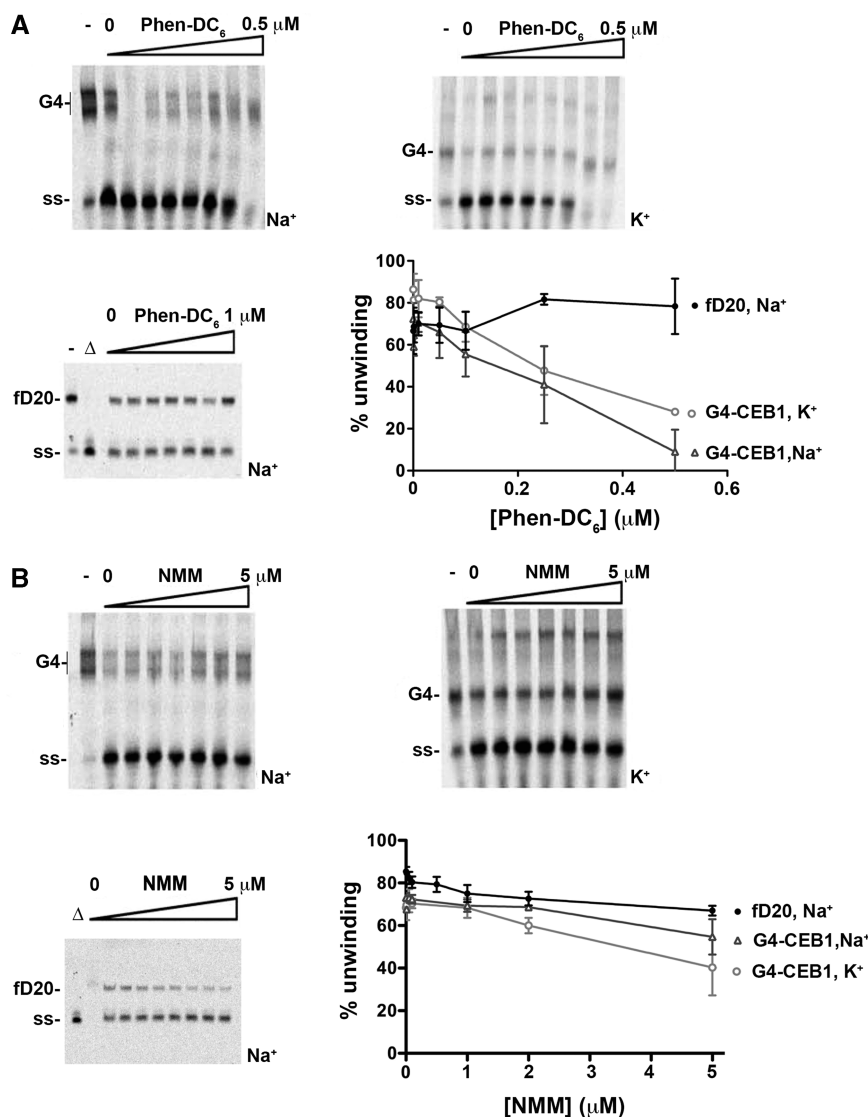 A
- 0 Phen-DC6 0.5 μM
G4-
ss-
Na+
- 0 Phen-DC6 0.5 μM
G4-
ss-
K+
0 Phen-DC6 1 μM
- Δ
fD20-
ss-
Na+
% unwinding
100
80
60
40
20
0
0 0.2 0.4 0.6
[Phen-DC6] (μM)
fD20, Na+
G4-CEB1, K+
G4-CEB1,Na+
B
- 0 NMM 5 μM
G4-
ss-
Na+
- 0 NMM 5 μM
G4-
ss-
K+
0 NMM 5 μM
Δ
fD20-
ss-
Na+
% unwinding
100
80
60
40
20
0
0 1 2 3 4 5
[NMM] (μM)
fD20, Na+
G4-CEB1,Na+
G4-CEB1, K+